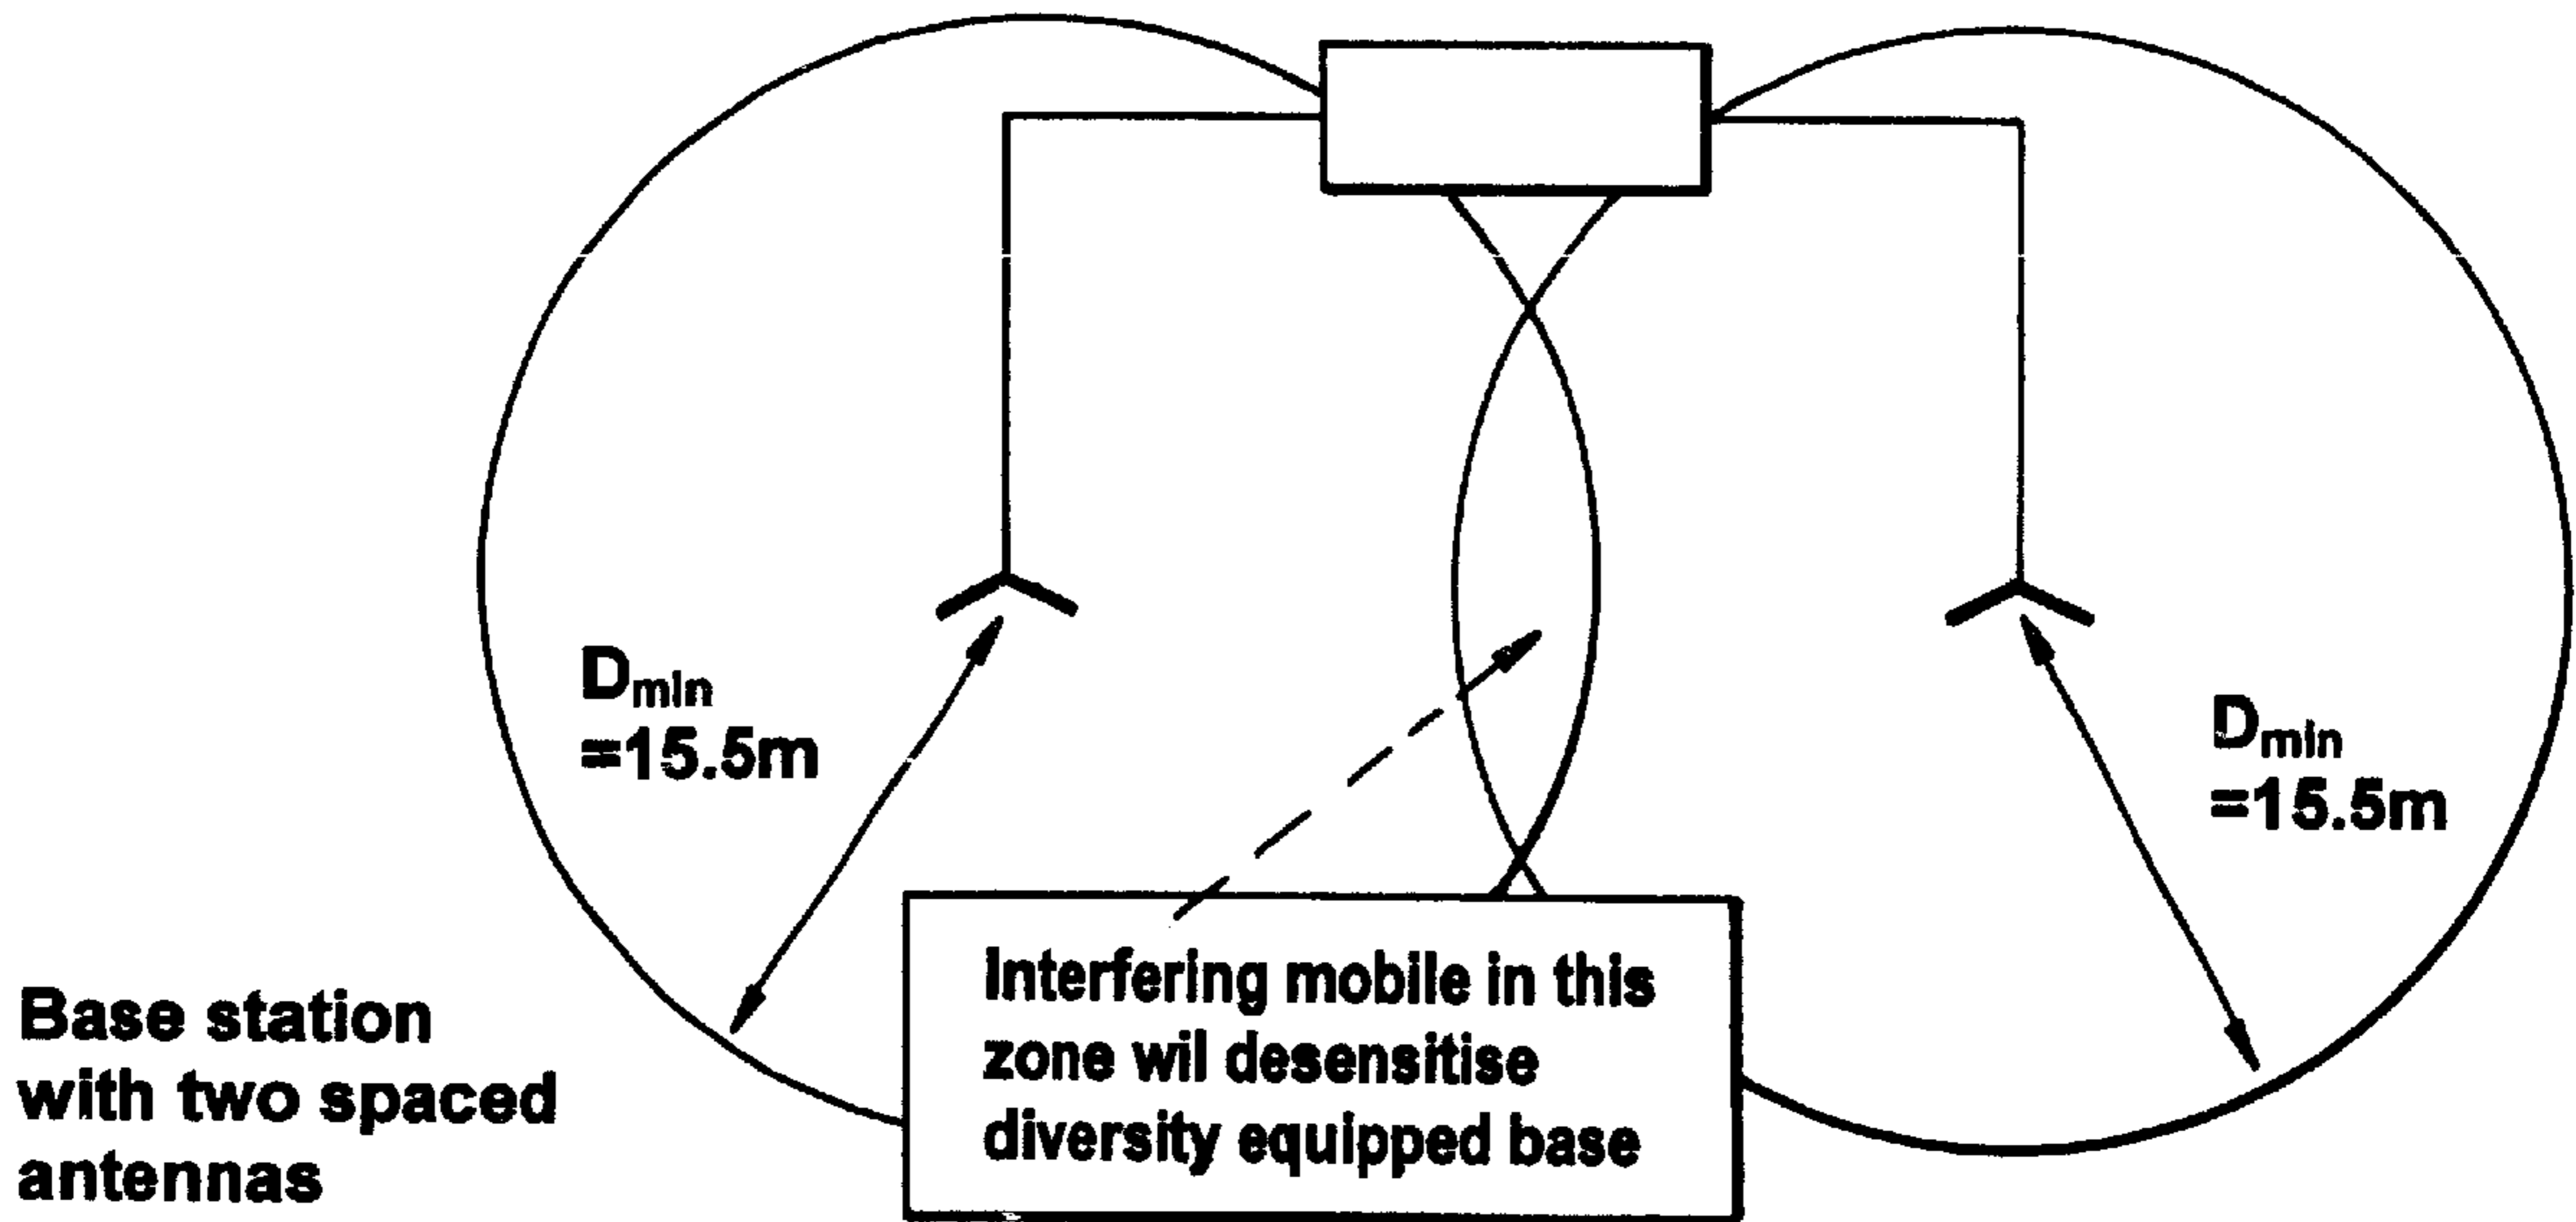 Dmin
=15.5m
Dmin
=15.5m
Base station
with two spaced
antennas
Interfering mobile in this
zone wil desensitise
diversity equipped base